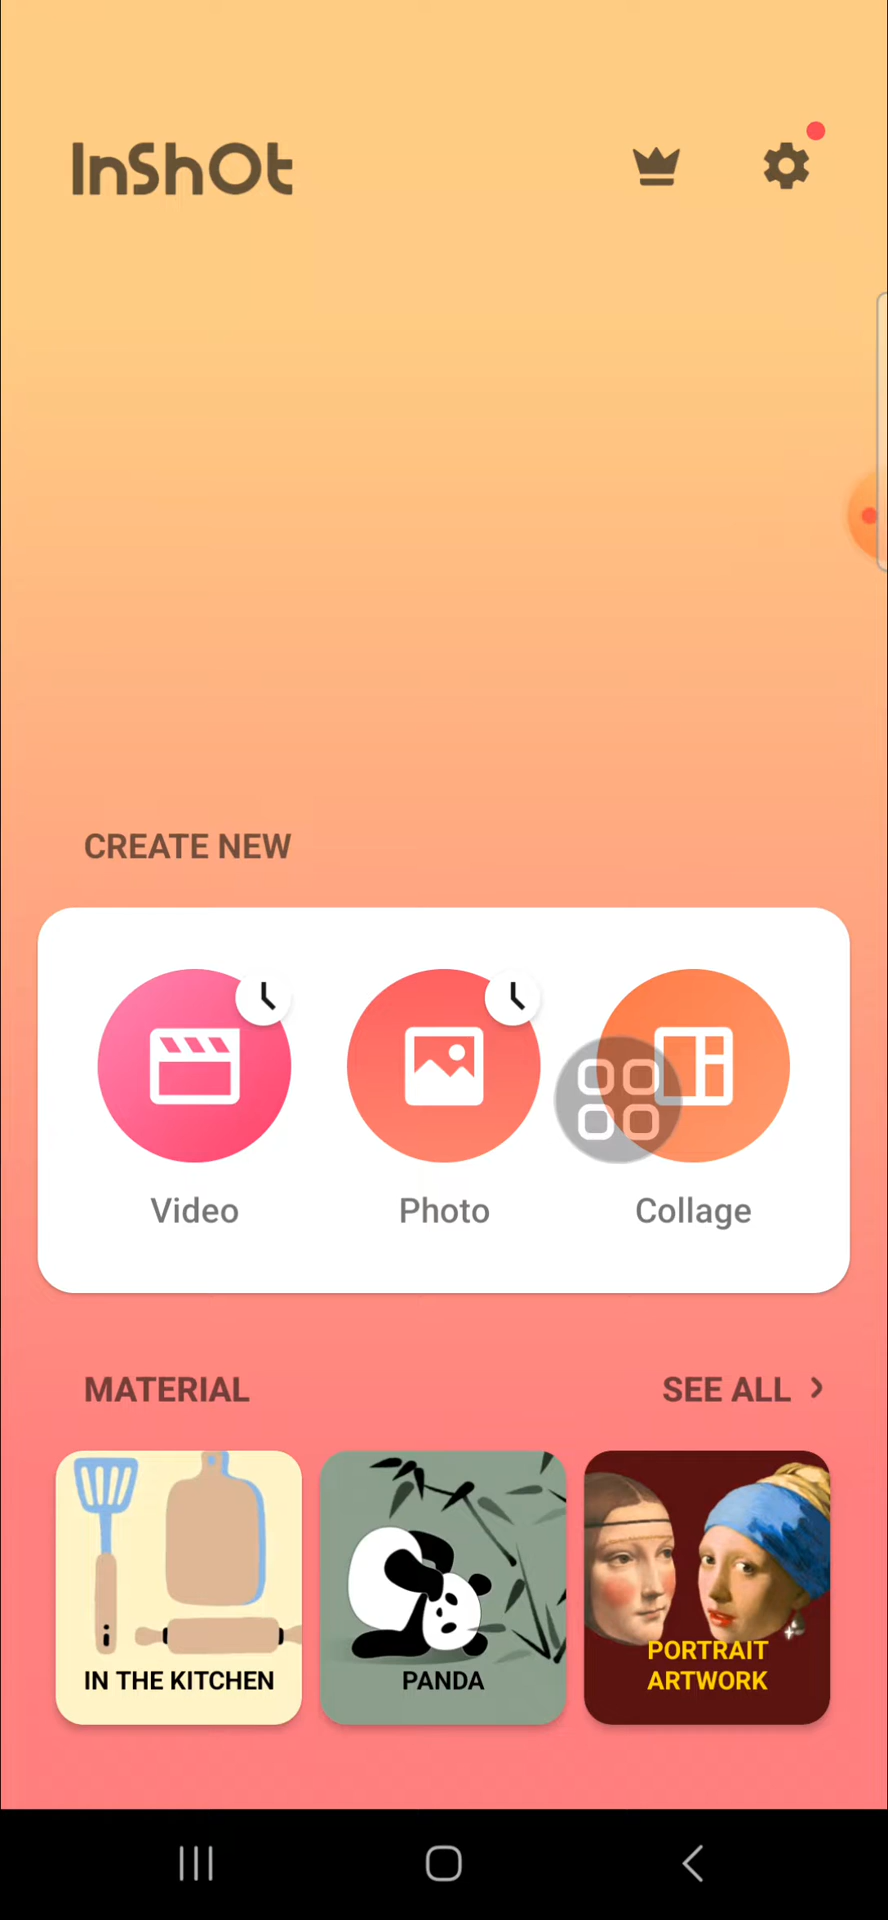 InShOt
CREATE NEW
Video
Photo
Collage
MATERIAL
SEE ALL
IN THE KITCHEN
PANDA
PORTRAIT
ARTWORK